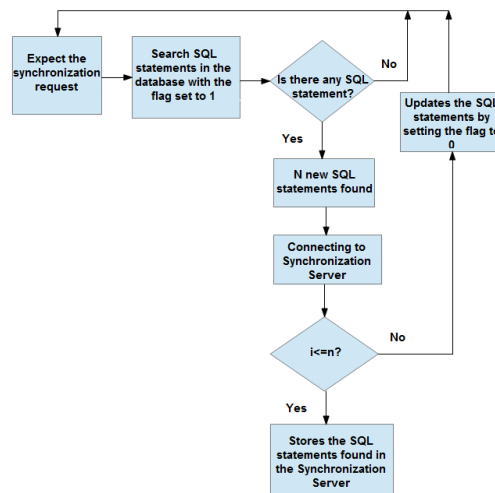 Expect the
synchronization
request
Search SQL
statements in the
database with the
flag set to 1
Is there any SQL
statement?
No
Updates the SQL
statements by
setting the flag to
0
Yes
N new SQL
statements found
Connecting to
Synchronization
Server
i<=n?
No
Yes
Stores the SQL
statements found in
the Synchronization
Server